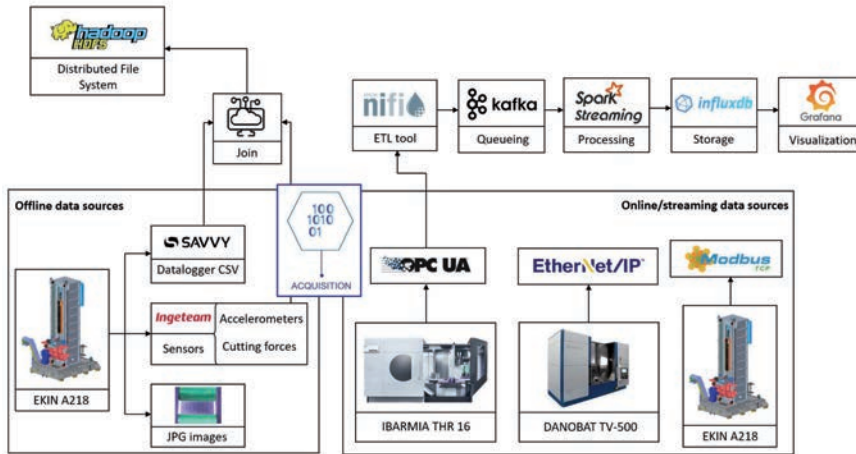 hadoop
HDFS
Distributed File
System
Join
nifi
ETL tool
kafka
Queueing
Spark
Streaming
Processing
influxdb
Storage
Grafana
Visualization
Offline data sources
100
1010
01
ACQUISITION
Online/streaming data sources
SAVVY
Datalogger CSV
Ingeteam
Sensors
Accelerometers
Cutting forces
EKIN A218
JPG images
OPC UA
EtherNet/IP
Modbus
TCP
IBARMIA THR 16
DANOBAT TV-500
EKIN A218